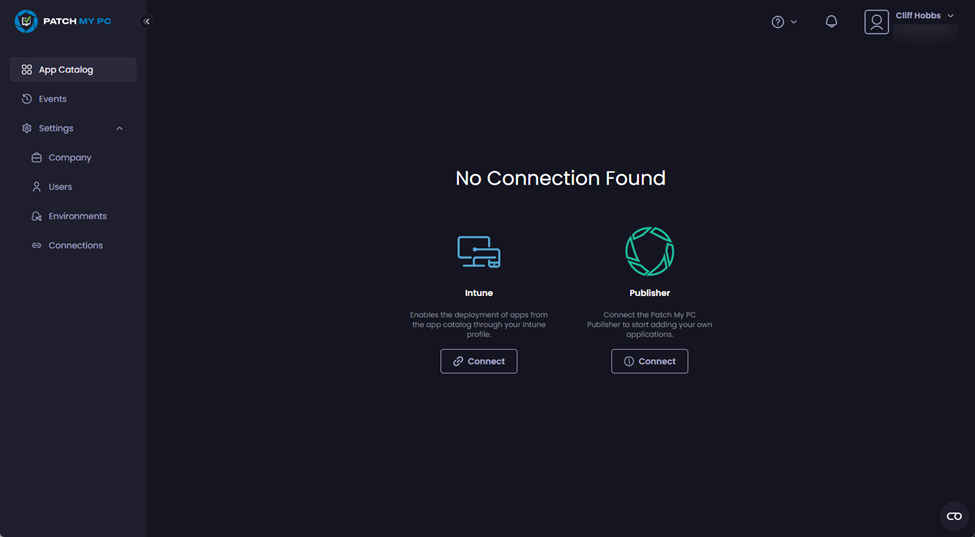 PATCH MY PC
Cliff Hobbs
App Catalog
Events
Settings
Company
Users
Environments
Connections
No Connection Found
Intune
Enables the deployment of apps from
the app catalog through your Intune
profile.
Connect
Publisher
Connect the Patch My PC
Publisher to start adding your own
applications.
Connect